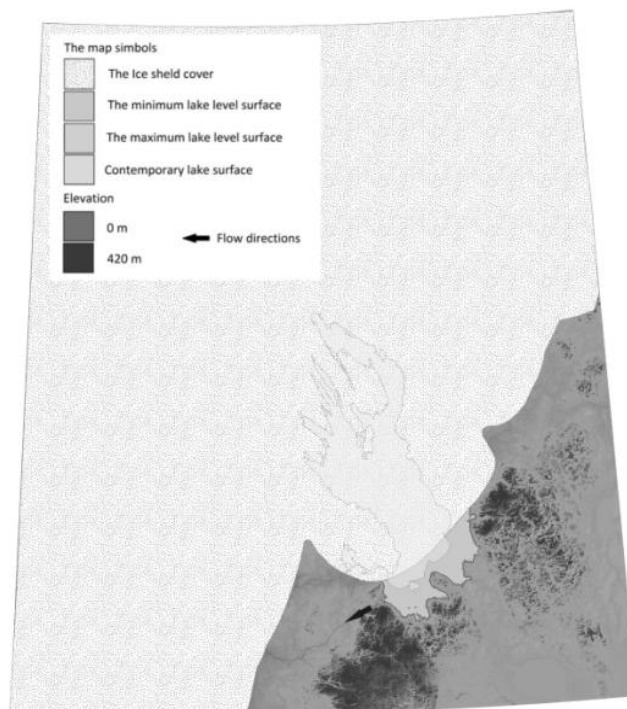 The map simbols
The Ice sheld cover
The minimum lake level surface
The maximum lake level surface
Contemporary lake surface
Elevation
0 m
Flow directions
420 m